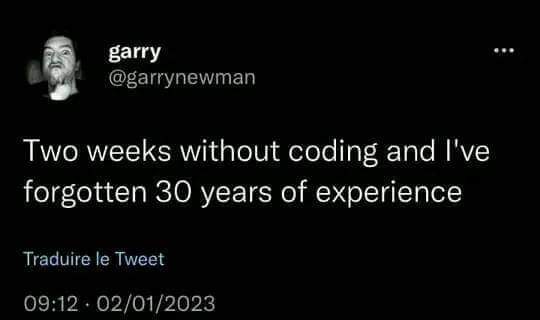 garry
@garrynewman
Two weeks without coding and I've
forgotten 30 years of experience
Traduire le Tweet
09:12 · 02/01/2023